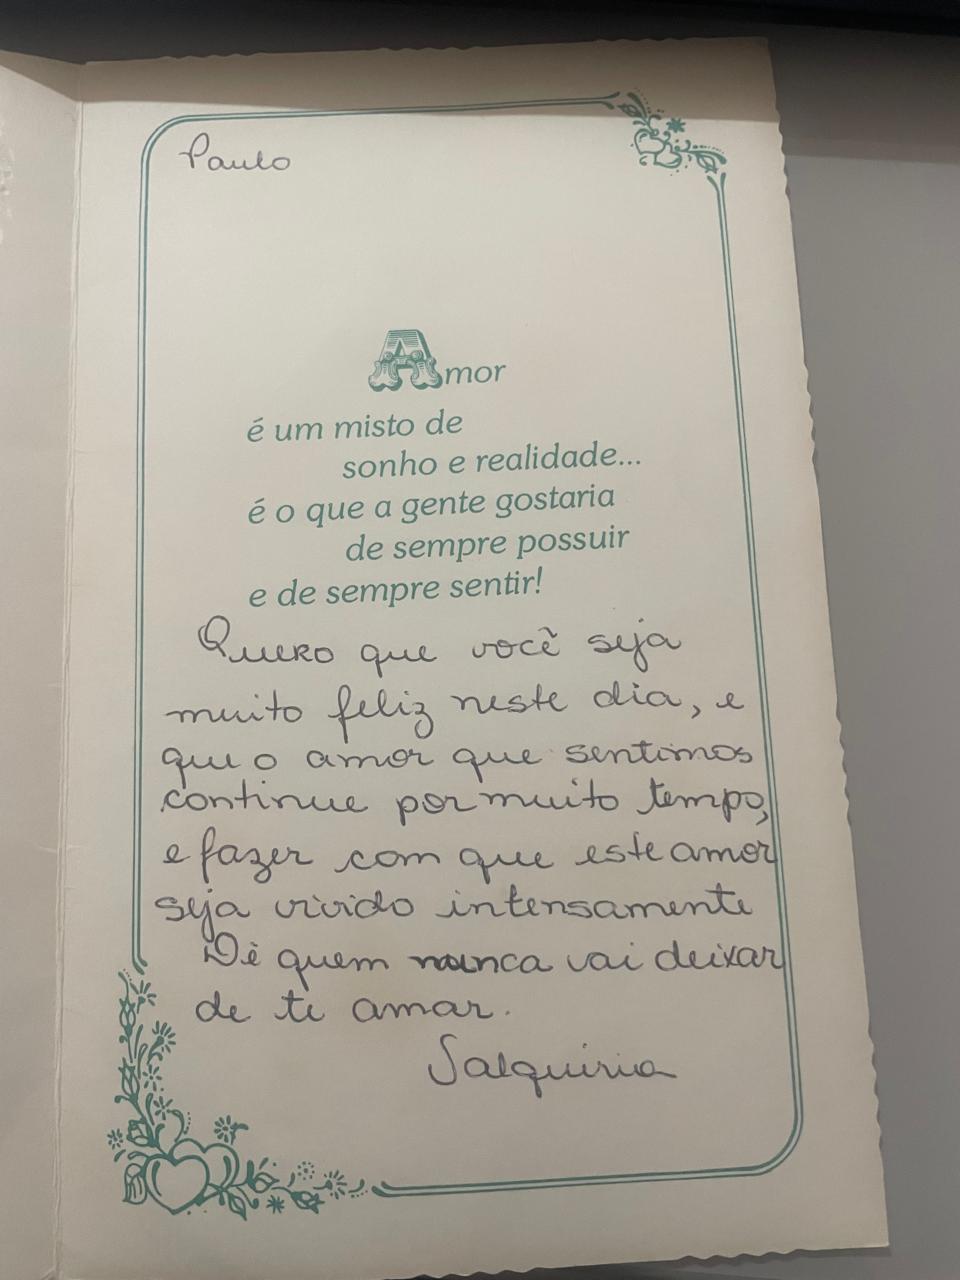 Paulo
Amor
é um misto de
sonho e realidade...
é o que a gente gostaria
de sempre possuir
e de sempre sentir!
Quero que você seja
muito feliz neste dia, e
que o amor que sentimos
continue por muito tempo,
e fazer com que este amor
seja vivido intensamente
De quem nunca vai deixar
de te amar.
Salquiria